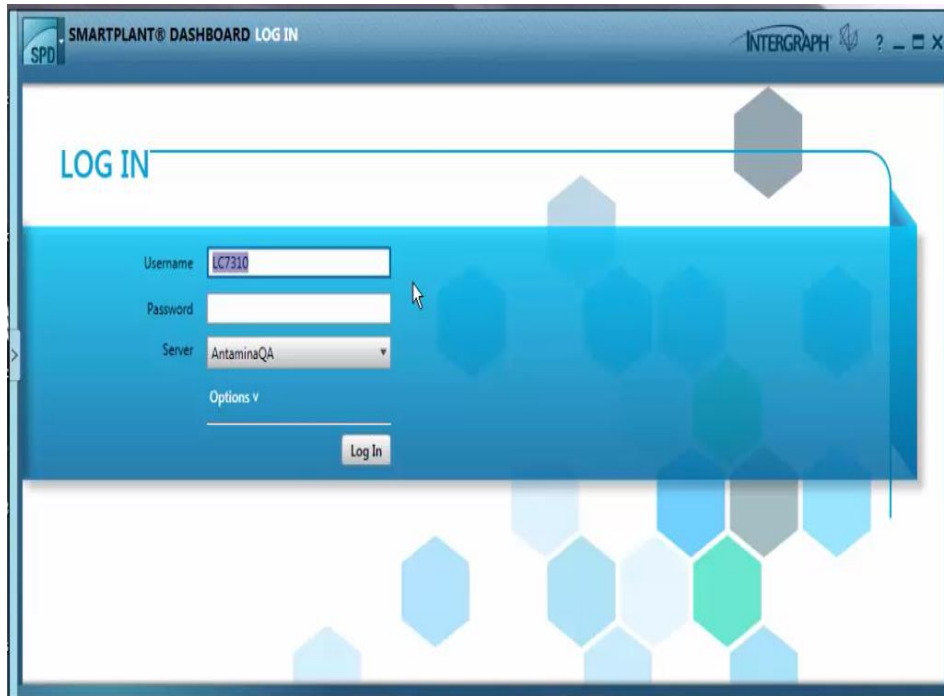 SPD
SMARTPLANT® DASHBOARD LOG IN
INTERGRAPH
?
LOG IN
Username LC7310
Password
Server AntaminaQA
Options
Log In